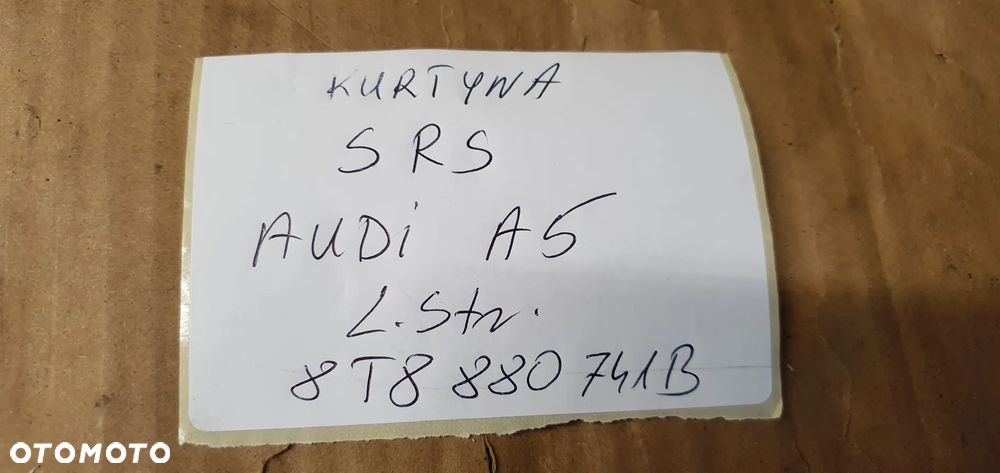 KURTYNA
SRS
AUDi A5
L.Str.
8T8 880 741B
OTOMOTO